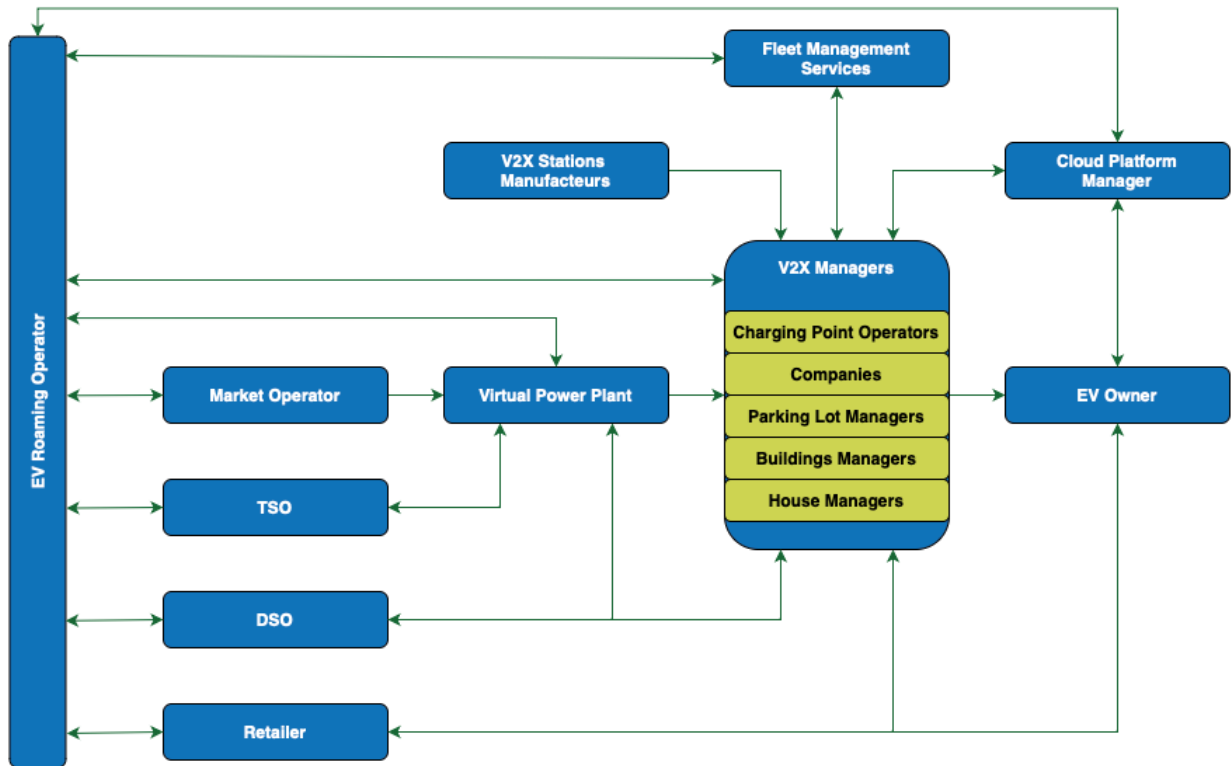 Fleet Management
Services
V2X Stations
Manufacteurs
Cloud Platform
Manager
V2X Managers
EV Roaming Operator
Charging Point Operators
Market Operator
Virtual Power Plant
Companies
EV Owner
Parking Lot Managers
Buildings Managers
TSO
House Managers
DSO
Retailer